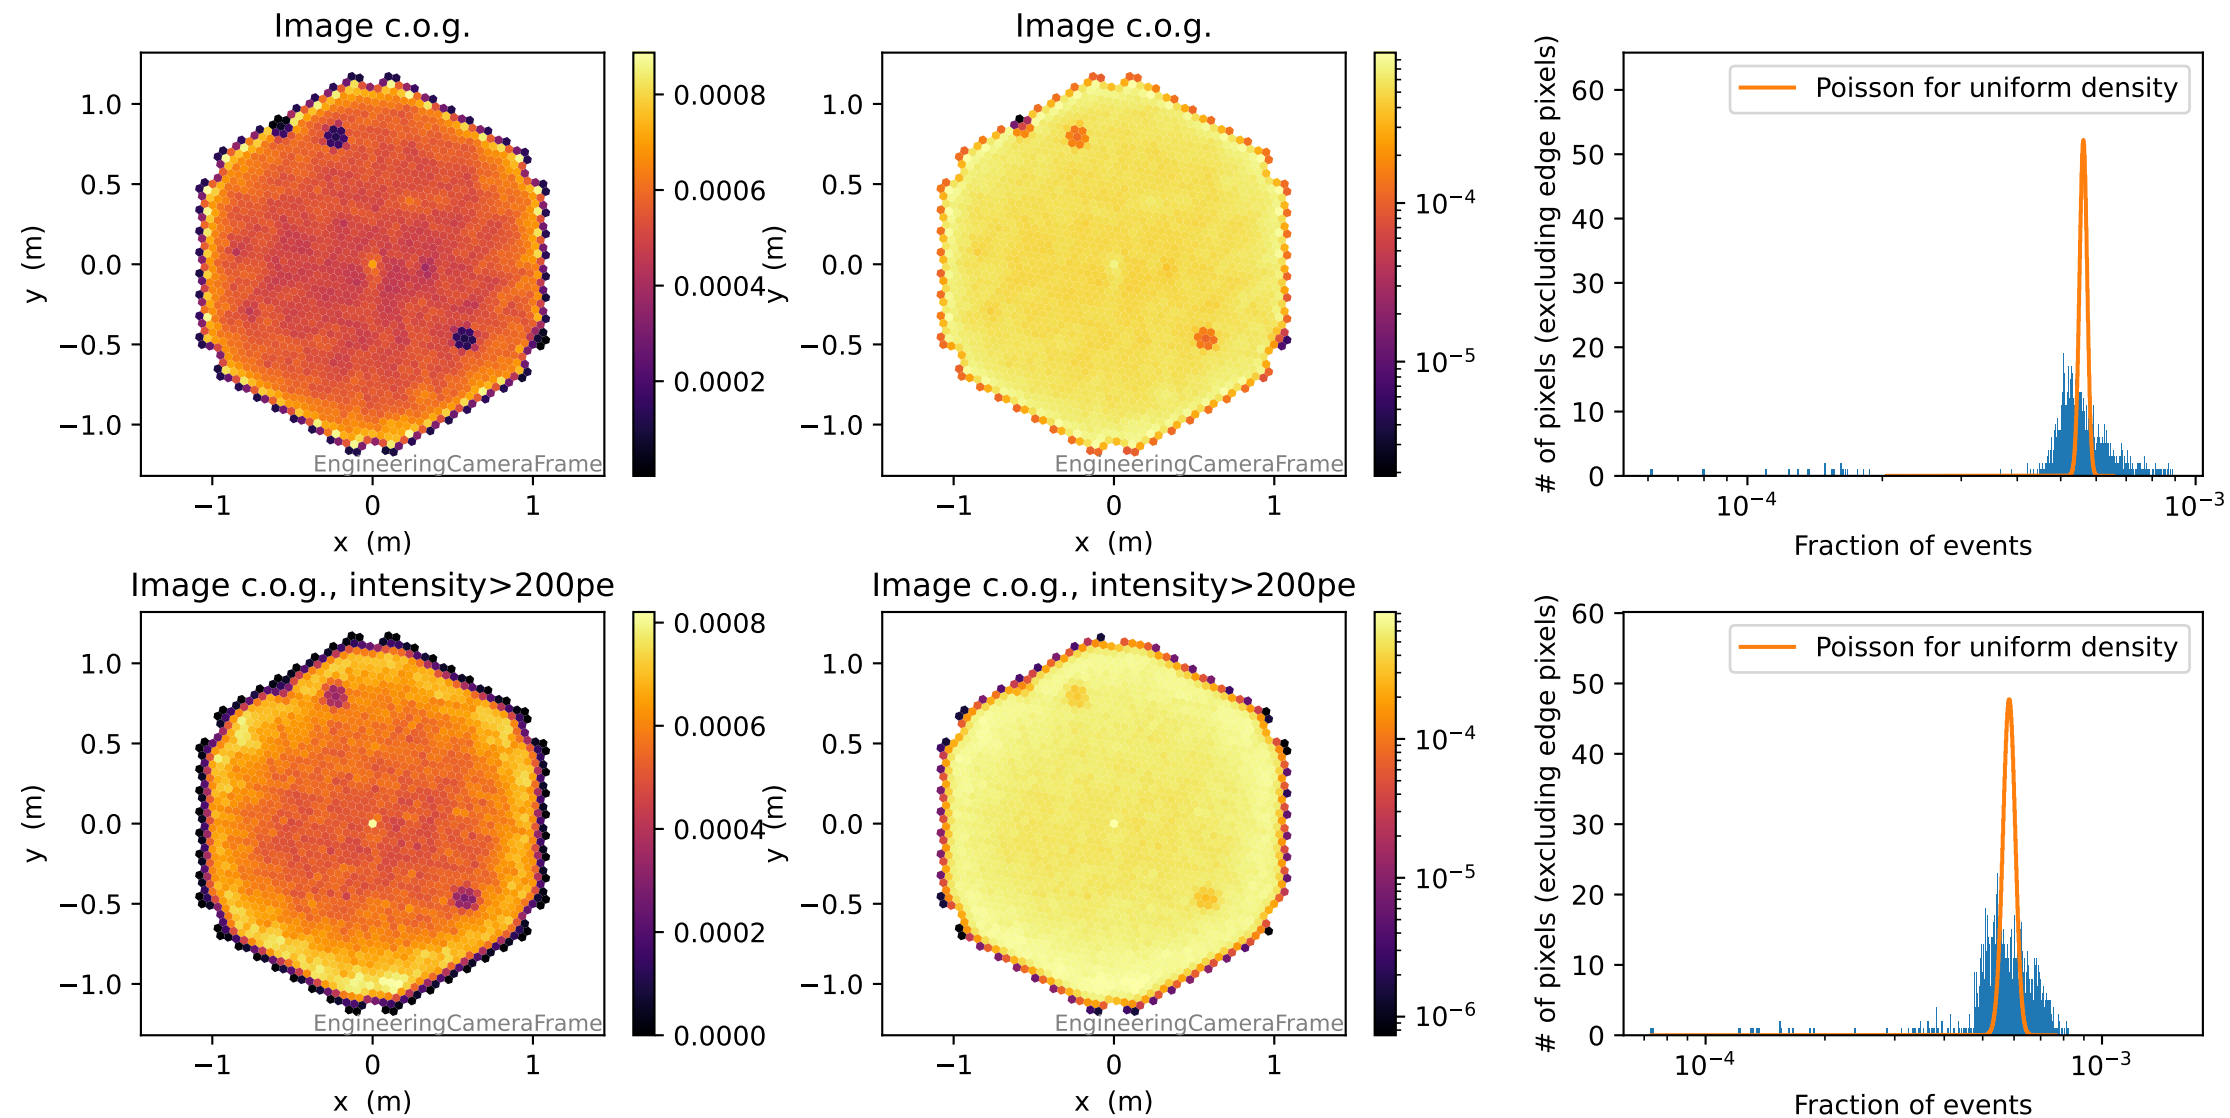 Image c.o.g.
1.0
0.5
0.0
−0.5
−1.0
y (m)
−1 0 1
x (m)
EngineeringCameraFrame
0.0008
0.0006
0.0004
0.0002
Image c.o.g.
1.0
0.5
0.0
−0.5
−1.0
y (m)
−1 0 1
x (m)
EngineeringCameraFrame
10⁻⁴
10⁻⁵
# of pixels (excluding edge pixels)
60
50
40
30
20
10
0
Poisson for uniform density
10⁻⁴ 10⁻³
Fraction of events
Image c.o.g., intensity>200pe
1.0
0.5
0.0
−0.5
−1.0
y (m)
−1 0 1
x (m)
EngineeringCameraFrame
0.0008
0.0006
0.0004
0.0002
0.0000
Image c.o.g., intensity>200pe
1.0
0.5
0.0
−0.5
−1.0
y (m)
−1 0 1
x (m)
EngineeringCameraFrame
10⁻⁴
10⁻⁵
10⁻⁶
# of pixels (excluding edge pixels)
60
50
40
30
20
10
0
Poisson for uniform density
10⁻⁴ 10⁻³
Fraction of events